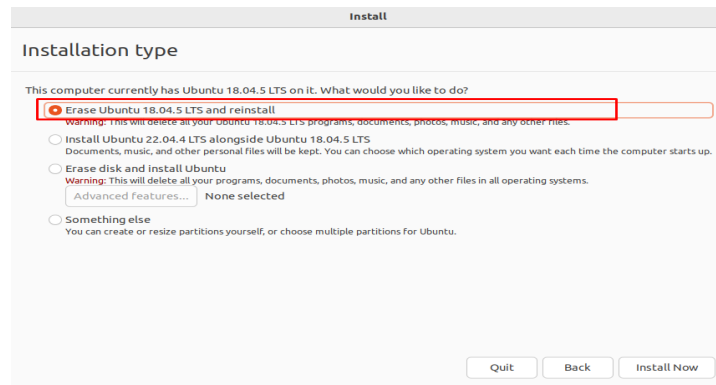 Install
Installation type
This computer currently has Ubuntu 18.04.5 LTS on it. What would you like to do?
Erase Ubuntu 18.04.5 LTS and reinstall
Warning: This will delete all your Ubuntu 18.04.5 LTS programs, documents, photos, music, and any other files.
Install Ubuntu 22.04.4 LTS alongside Ubuntu 18.04.5 LTS
Documents, music, and other personal files will be kept. You can choose which operating system you want each time the computer starts up.
Erase disk and install Ubuntu
Warning: This will delete all your programs, documents, photos, music, and any other files in all operating systems.
Advanced features... None selected
Something else
You can create or resize partitions yourself, or choose multiple partitions for Ubuntu.
Quit Back Install Now